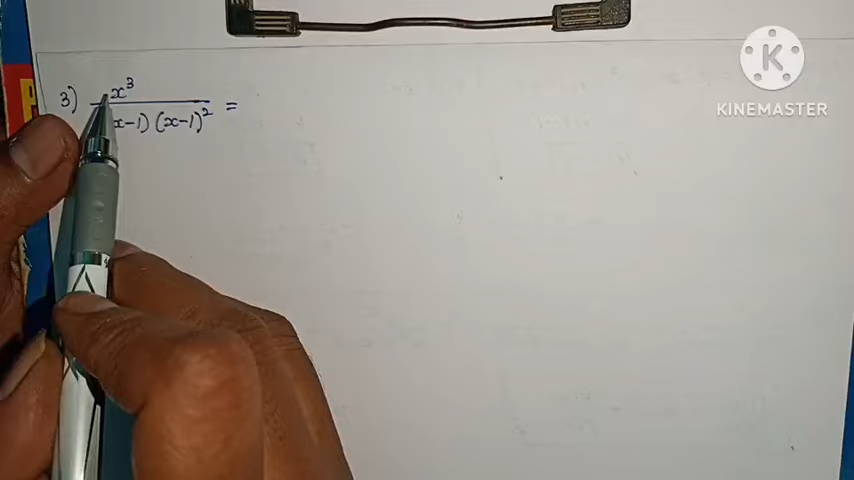 3) x³
x-1) (x-1)² =
K
KINEMASTER